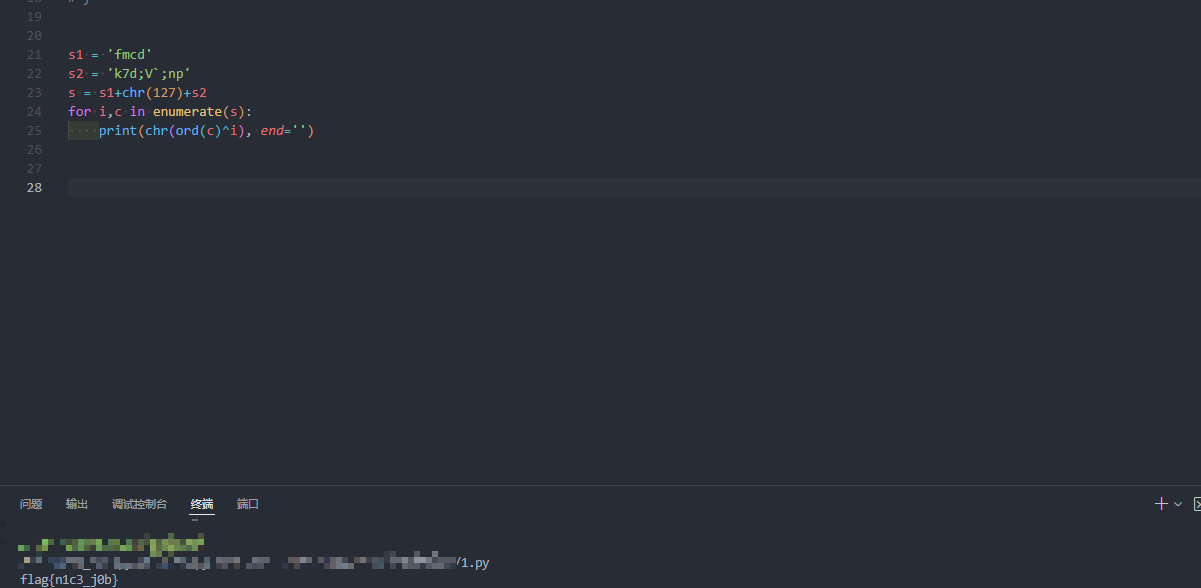 19
20
21 s1 = 'fmcd'
22 s2 = 'k7d;V`;np'
23 s = s1+chr(127)+s2
24 for i,c in enumerate(s):
25     print(chr(ord(c)^i), end='')
26
27
28
问题 输出 调试控制台 终端 端口
/1.py
flag{n1c3_j0b}